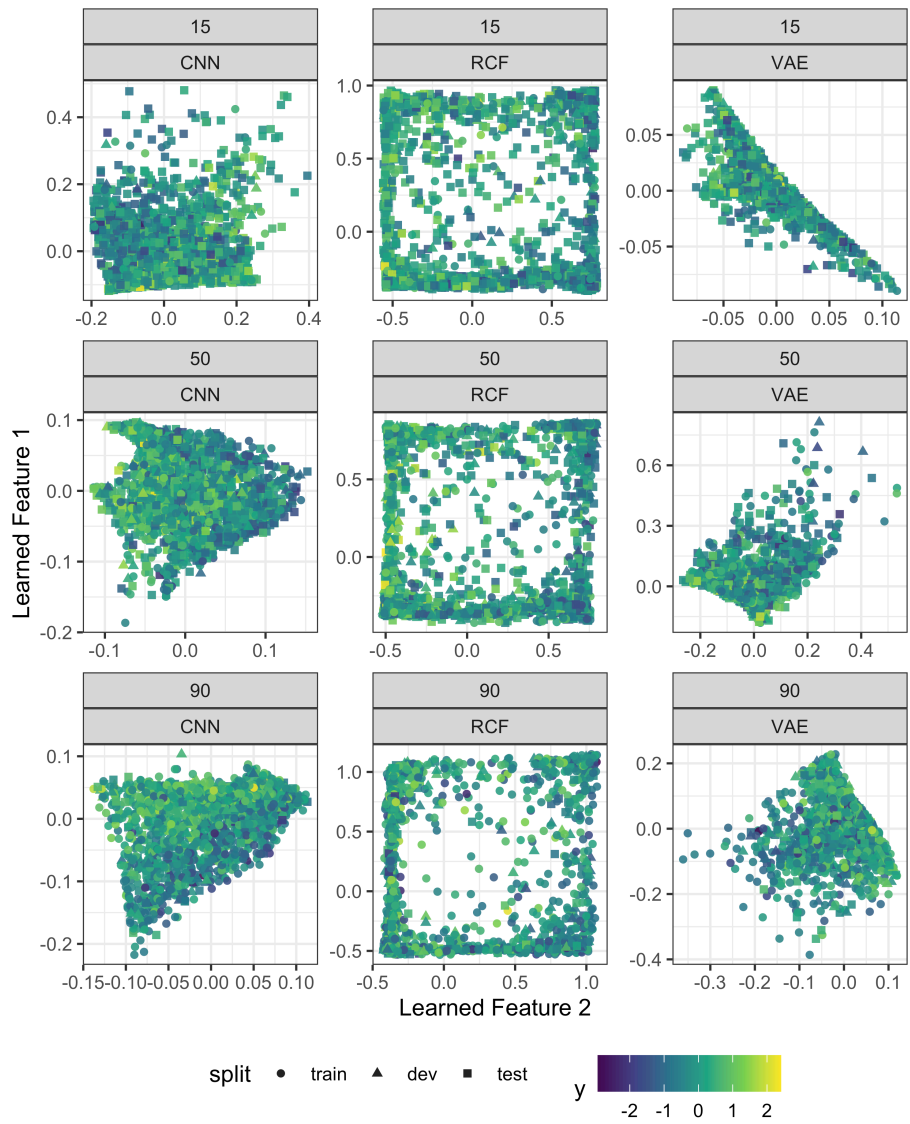 15 15 15
CNN RCF VAE
0.4 1.0 0.05
0.2 0.5 0.00
0.0 0.0 -0.05
-0.2 0.0 0.2 0.4 -0.5 0.0 0.5 -0.05 0.00 0.05 0.10
50 50 50
CNN RCF VAE
0.1 0.5 0.6
0.0 0.0 0.3
-0.1 0.0
-0.2
-0.1 0.0 0.1 -0.5 0.0 0.5 -0.2 0.0 0.2 0.4
Learned Feature 1
90 90 90
CNN RCF VAE
0.1 1.0 0.2
0.0 0.5 0.0
-0.1 0.0 -0.2
-0.2 -0.5 -0.4
-0.15 -0.10 -0.05 0.00 0.05 0.10 -0.5 0.0 0.5 1.0 -0.3 -0.2 -0.1 0.0 0.1
Learned Feature 2
split train dev test y
-2 -1 0 1 2